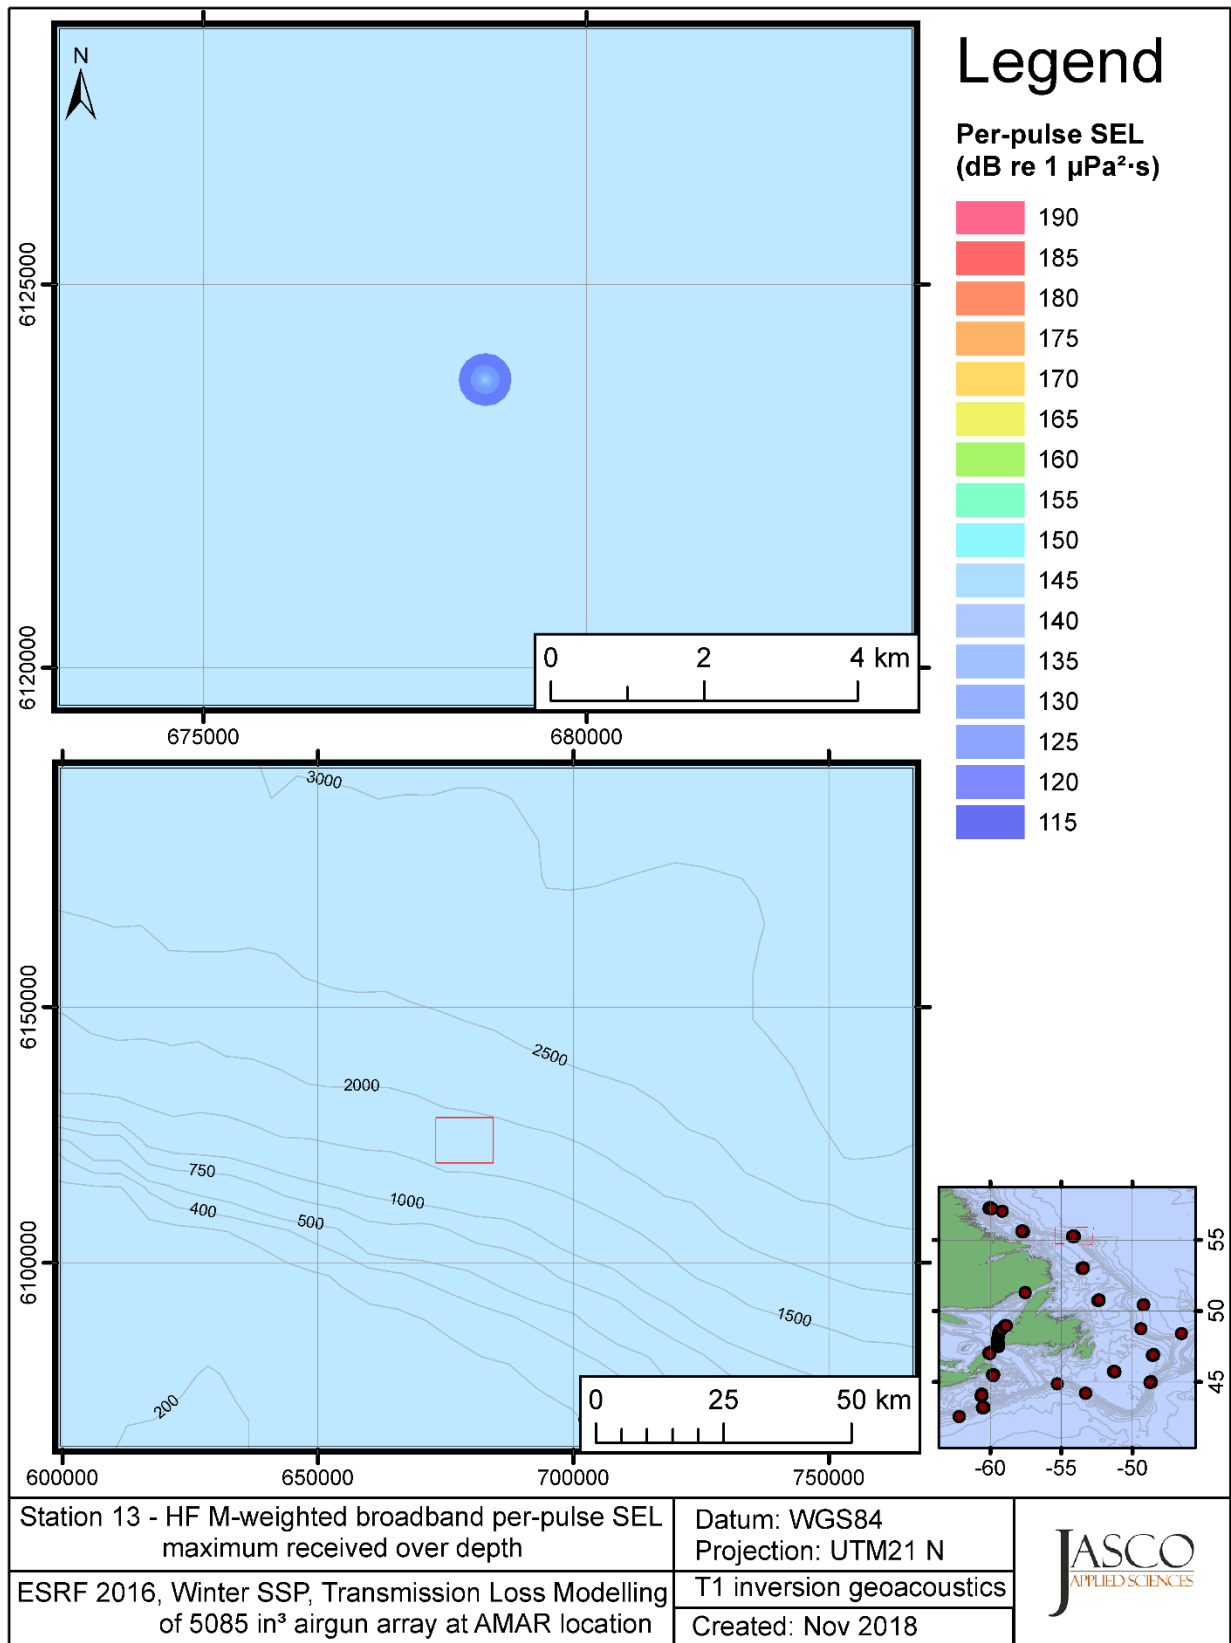 N
6125000
6120000
675000
680000
0
2
4 km
Legend
Per-pulse SEL
(dB re 1 µPa²·s)
190
185
180
175
170
165
160
155
150
145
140
135
130
125
120
115
3000
2500
2000
750
400
500
1000
1500
200
6150000
6100000
0
25
50 km
600000
650000
700000
750000
55
50
45
-60
-55
-50
Station 13 - HF M-weighted broadband per-pulse SEL
maximum received over depth
ESRF 2016, Winter SSP, Transmission Loss Modelling
of 5085 in³ airgun array at AMAR location
Datum: WGS84
Projection: UTM21 N
T1 inversion geoacoustics
Created: Nov 2018
JASCO
APPLIED SCIENCES